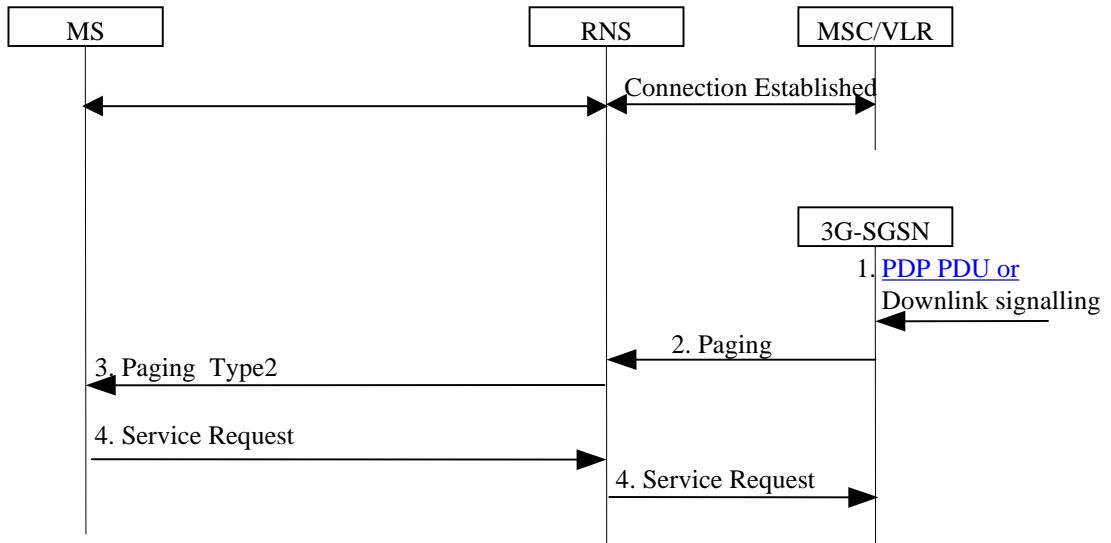 MS
RNS
MSC/VLR
Connection Established
3G-SGSN
1. PDP PDU or
Downlink signalling
2. Paging
3. Paging Type2
4. Service Request
4. Service Request